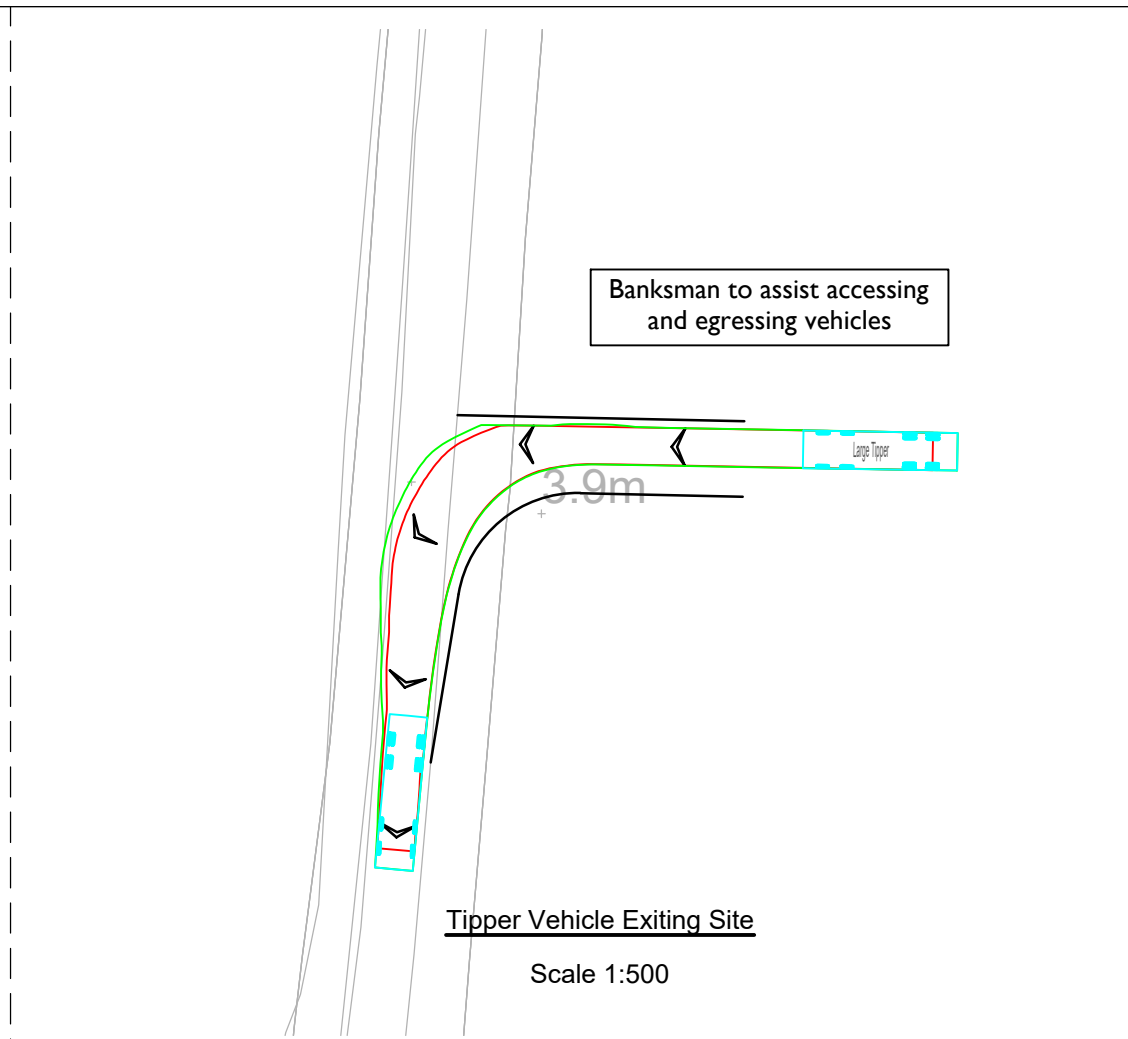 Banksman to assist accessing
and egressing vehicles
Large Tipper
3.9m
Tipper Vehicle Exiting Site
Scale 1:500